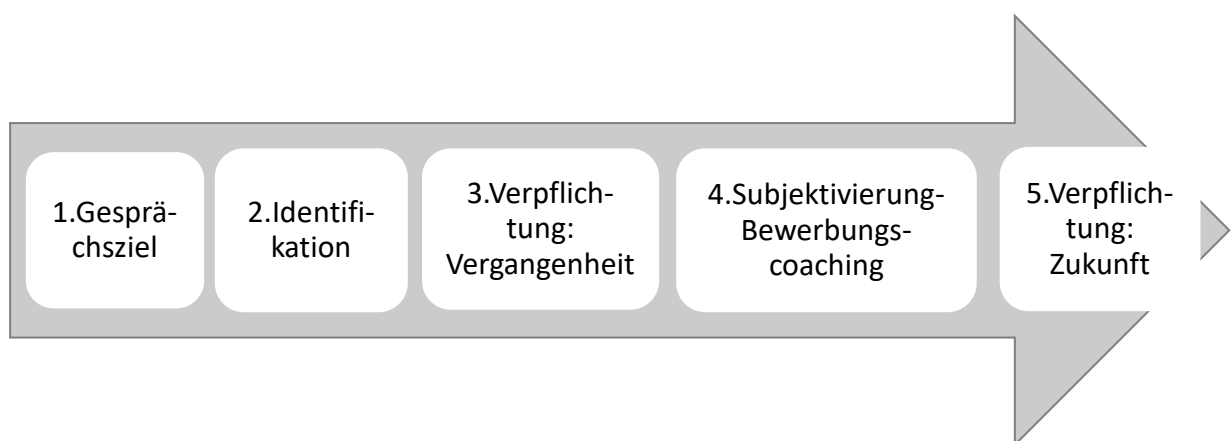 1.Gesprä-
chsziel
2.Identifi-
kation
3.Verpflich-
tung:
Vergangenheit
4.Subjektivierung-
Bewerbungs-
coaching
5.Verpflich-
tung:
Zukunft